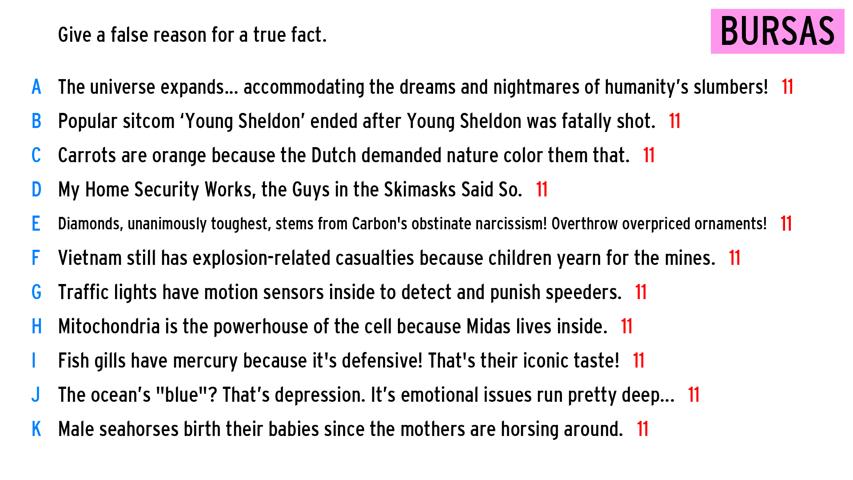 Give a false reason for a true fact.
BURSAS
A The universe expands... accommodating the dreams and nightmares of humanity's slumbers! 11
B Popular sitcom ‘Young Sheldon’ ended after Young Sheldon was fatally shot. 11
C Carrots are orange because the Dutch demanded nature color them that. 11
D My Home Security Works, the Guys in the Skimasks Said So. 11
E Diamonds, unanimously toughest, stems from Carbon's obstinate narcissism! Overthrow overpriced ornaments! 11
F Vietnam still has explosion-related casualties because children yearn for the mines. 11
G Traffic lights have motion sensors inside to detect and punish speeders. 11
H Mitochondria is the powerhouse of the cell because Midas lives inside. 11
I Fish gills have mercury because it's defensive! That's their iconic taste! 11
J The ocean’s "blue"? That’s depression. It’s emotional issues run pretty deep... 11
K Male seahorses birth their babies since the mothers are horsing around. 11